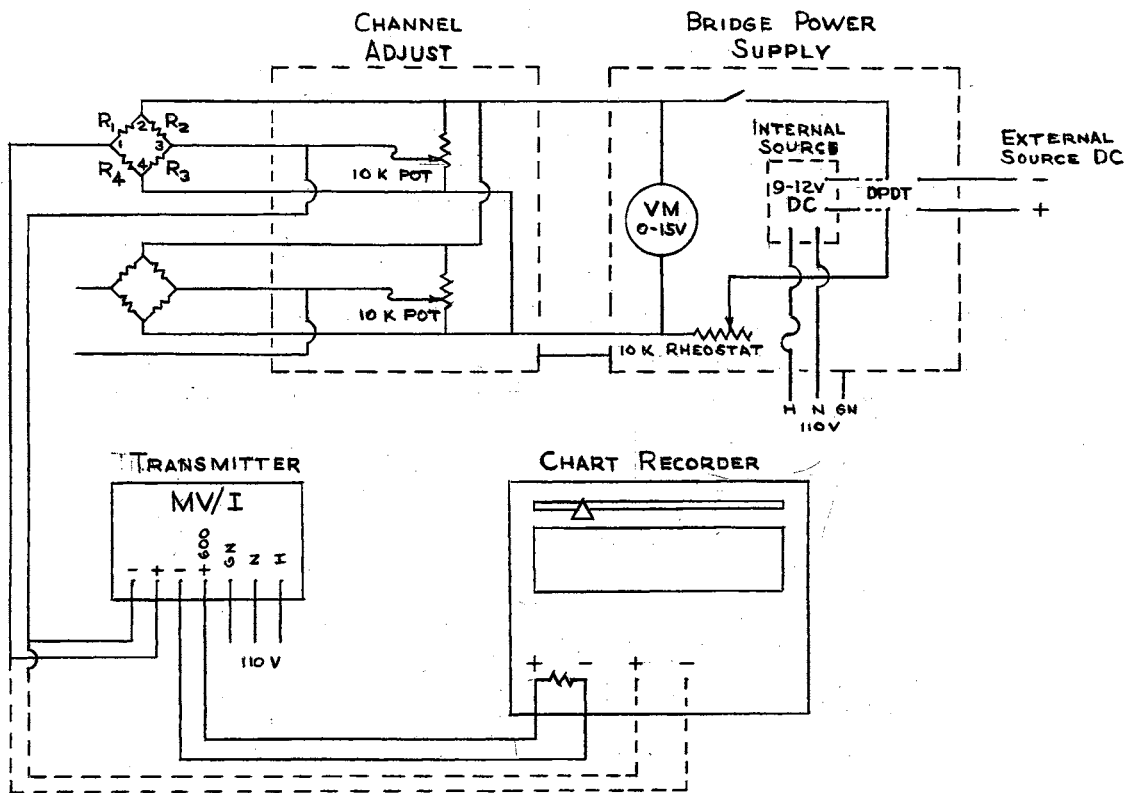 CHANNEL
ADJUST
BRIDGE POWER
SUPPLY
R1
R2
R4
R3
1
2
3
4
10 K POT
10 K POT
VM
0-15V
INTERNAL
SOURCE
9-12V
DC
DPDT
EXTERNAL
SOURCE DC
-
+
10 K RHEOSTAT
H N GN
110V
TRANSMITTER
MV/I
- + - +600 GN N H
110 V
CHART RECORDER
+ - + -